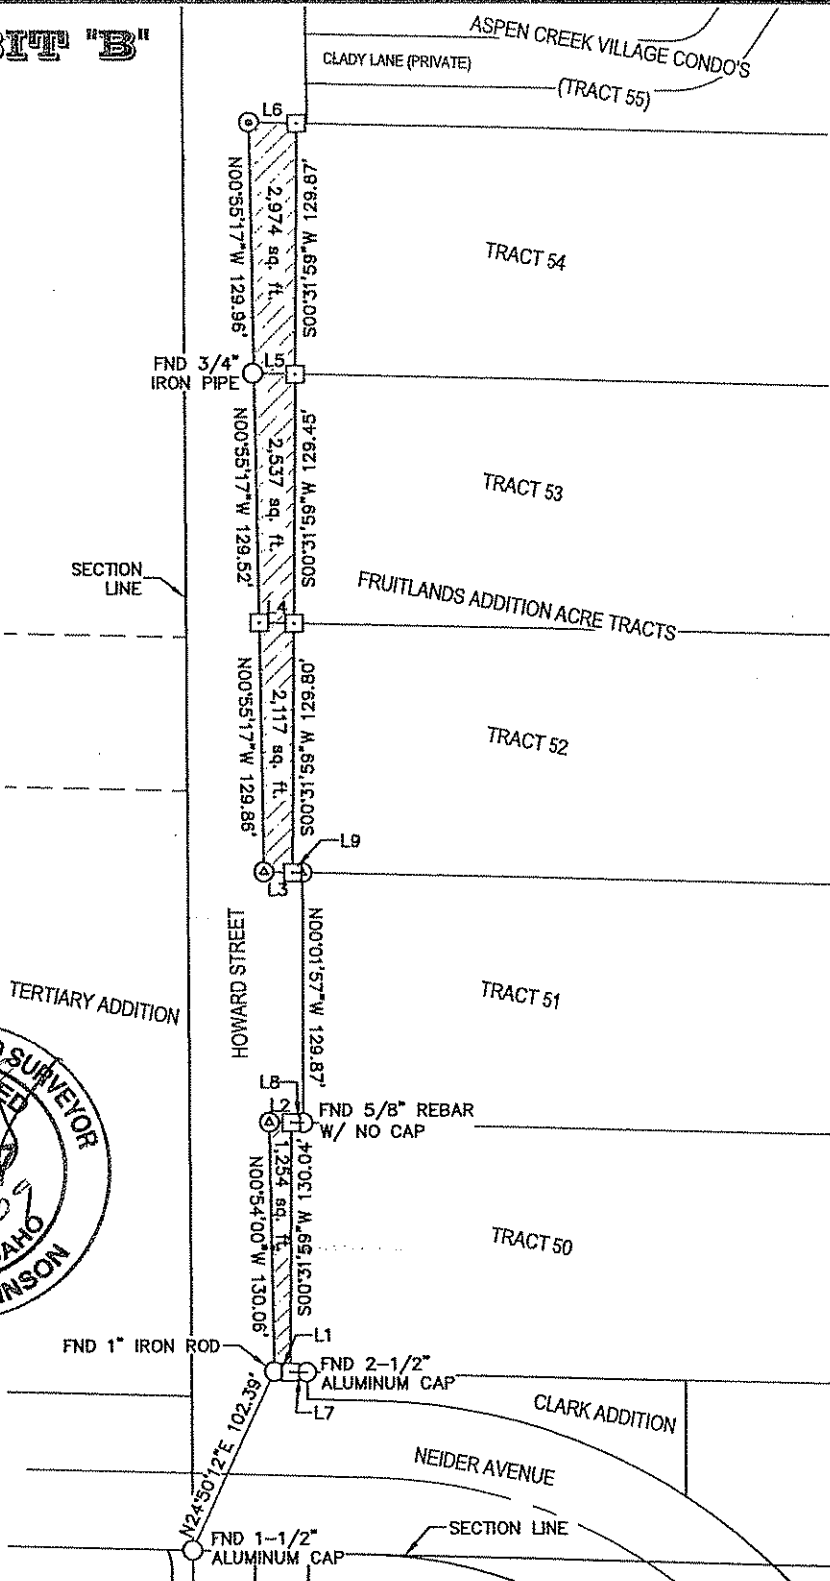 "B"
ASPEN CREEK VILLAGE CONDO'S
CLADY LANE (PRIVATE)
(TRACT 55)
L6
N00°55'17"W 129.96'
2,974 sq. ft.
S00°31'59"W 129.87'
TRACT 54
FND 3/4"
IRON PIPE
L5
N00°55'17"W 129.52'
2,537 sq. ft.
S00°31'59"W 129.45'
TRACT 53
SECTION
LINE
FRUITLANDS ADDITION ACRE TRACTS
L4
N00°55'17"W 129.86'
2,117 sq. ft.
S00°31'59"W 129.80'
TRACT 52
L9
L3
HOWARD STREET
N00°01'57"W 129.87'
TRACT 51
TERTIARY ADDITION
SURVEYOR
L8
L2
FND 5/8" REBAR
W/ NO CAP
N00°54'00"W 130.06'
1,254 sq. ft.
S00°31'59"W 130.04'
TRACT 50
FND 1" IRON ROD
L1
FND 2-1/2"
ALUMINUM CAP
L7
CLARK ADDITION
NEIDER AVENUE
N24°50'12"E 102.39'
FND 1-1/2"
ALUMINUM CAP
SECTION LINE